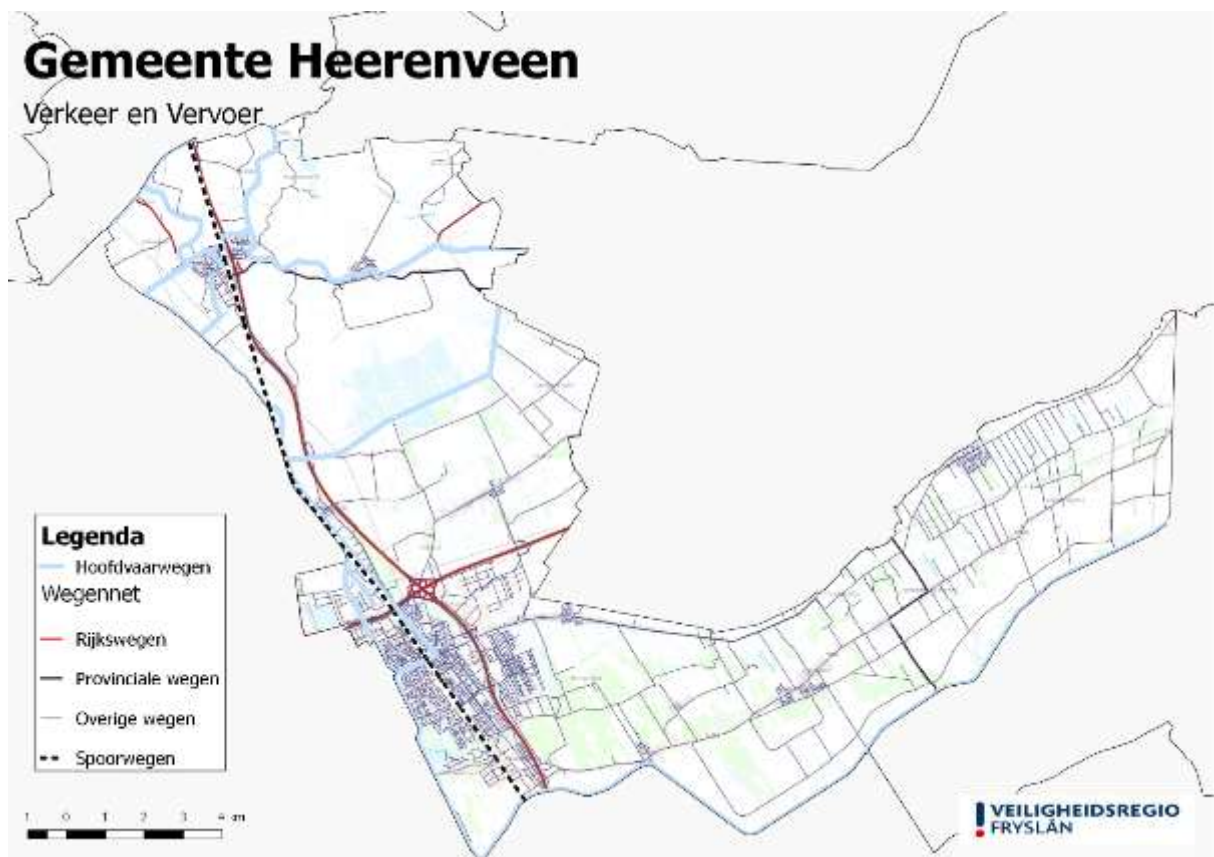 Gemeente Heerenveen
Verkeer en Vervoer
Legenda
Hoofdvaarwegen
Wegennet
Rijkswegen
Provinciale wegen
Overige wegen
Spoorwegen
1 0 1 2 3 4 km
VEILIGHEIDSREGIO
FRYSLÂN